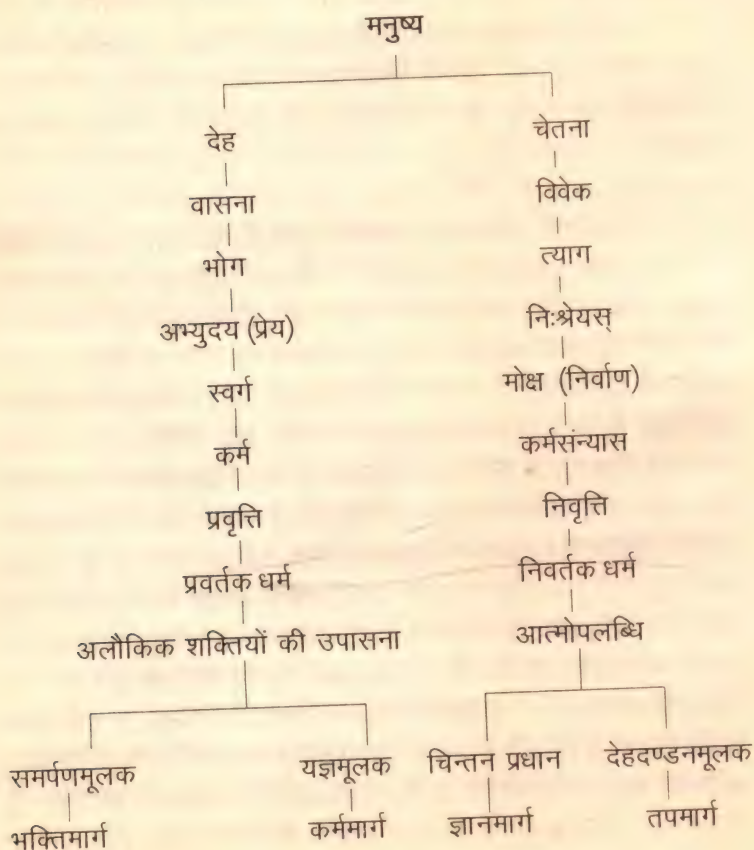 मनुष्य
देह चेतना
वासना विवेक
भोग त्याग
अभ्युदय (प्रेय) निःश्रेयस्
स्वर्ग मोक्ष (निर्वाण)
कर्म कर्मसंन्यास
प्रवृत्ति निवृत्ति
प्रवर्तक धर्म निवर्तक धर्म
अलौकिक शक्तियों की उपासना आत्मोपलब्धि
समर्पणमूलक यज्ञमूलक चिन्तन प्रधान देहदण्डनमूलक
भक्तिमार्ग कर्ममार्ग ज्ञानमार्ग तपमार्ग